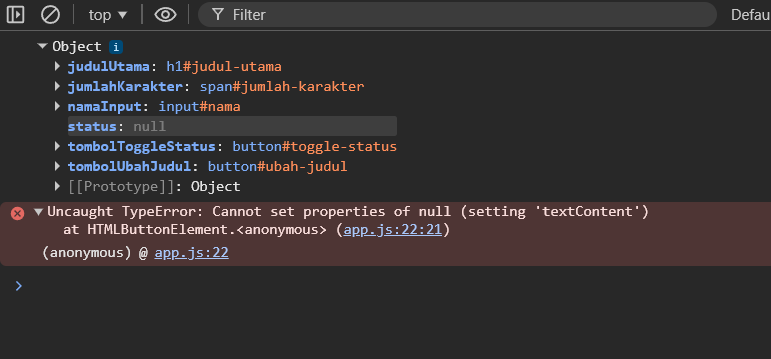 top Filter Defau
Object i
judulUtama: h1#judul-utama
jumlahKarakter: span#jumlah-karakter
namaInput: input#nama
status: null
tombolToggleStatus: button#toggle-status
tombolUbahJudul: button#ubah-judul
[[Prototype]]: Object
Uncaught TypeError: Cannot set properties of null (setting 'textContent')
at HTMLButtonElement.<anonymous> (app.js:22:21)
(anonymous) @ app.js:22